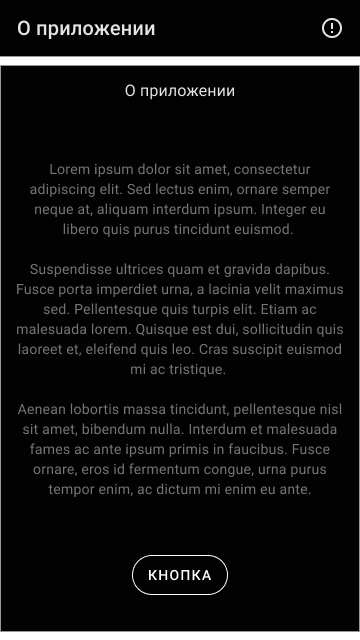 О приложении
О приложении
Lorem ipsum dolor sit amet, consectetur
adipiscing elit. Sed lectus enim, ornare semper
neque at, aliquam interdum ipsum. Integer eu
libero quis purus tincidunt euismod.
Suspendisse ultrices quam et gravida dapibus.
Fusce porta imperdiet urna, a lacinia velit maximus
sed. Pellentesque quis turpis elit. Etiam ac
malesuada lorem. Quisque est dui, sollicitudin quis
laoreet et, eleifend quis leo. Cras suscipit euismod
mi ac tristique.
Aenean lobortis massa tincidunt, pellentesque nisl
sit amet, bibendum nulla. Interdum et malesuada
fames ac ante ipsum primis in faucibus. Fusce
ornare, eros id fermentum congue, urna purus
tempor enim, ac dictum mi enim eu ante.
КНОПКА